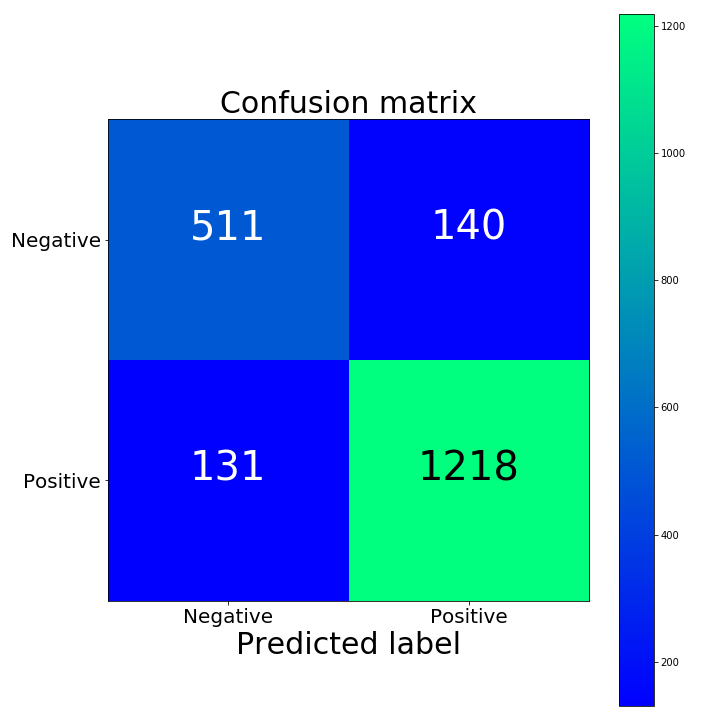 Confusion matrix
Negative
511
140
Positive
131
1218
Negative
Positive
Predicted label
1200
1000
800
600
400
200